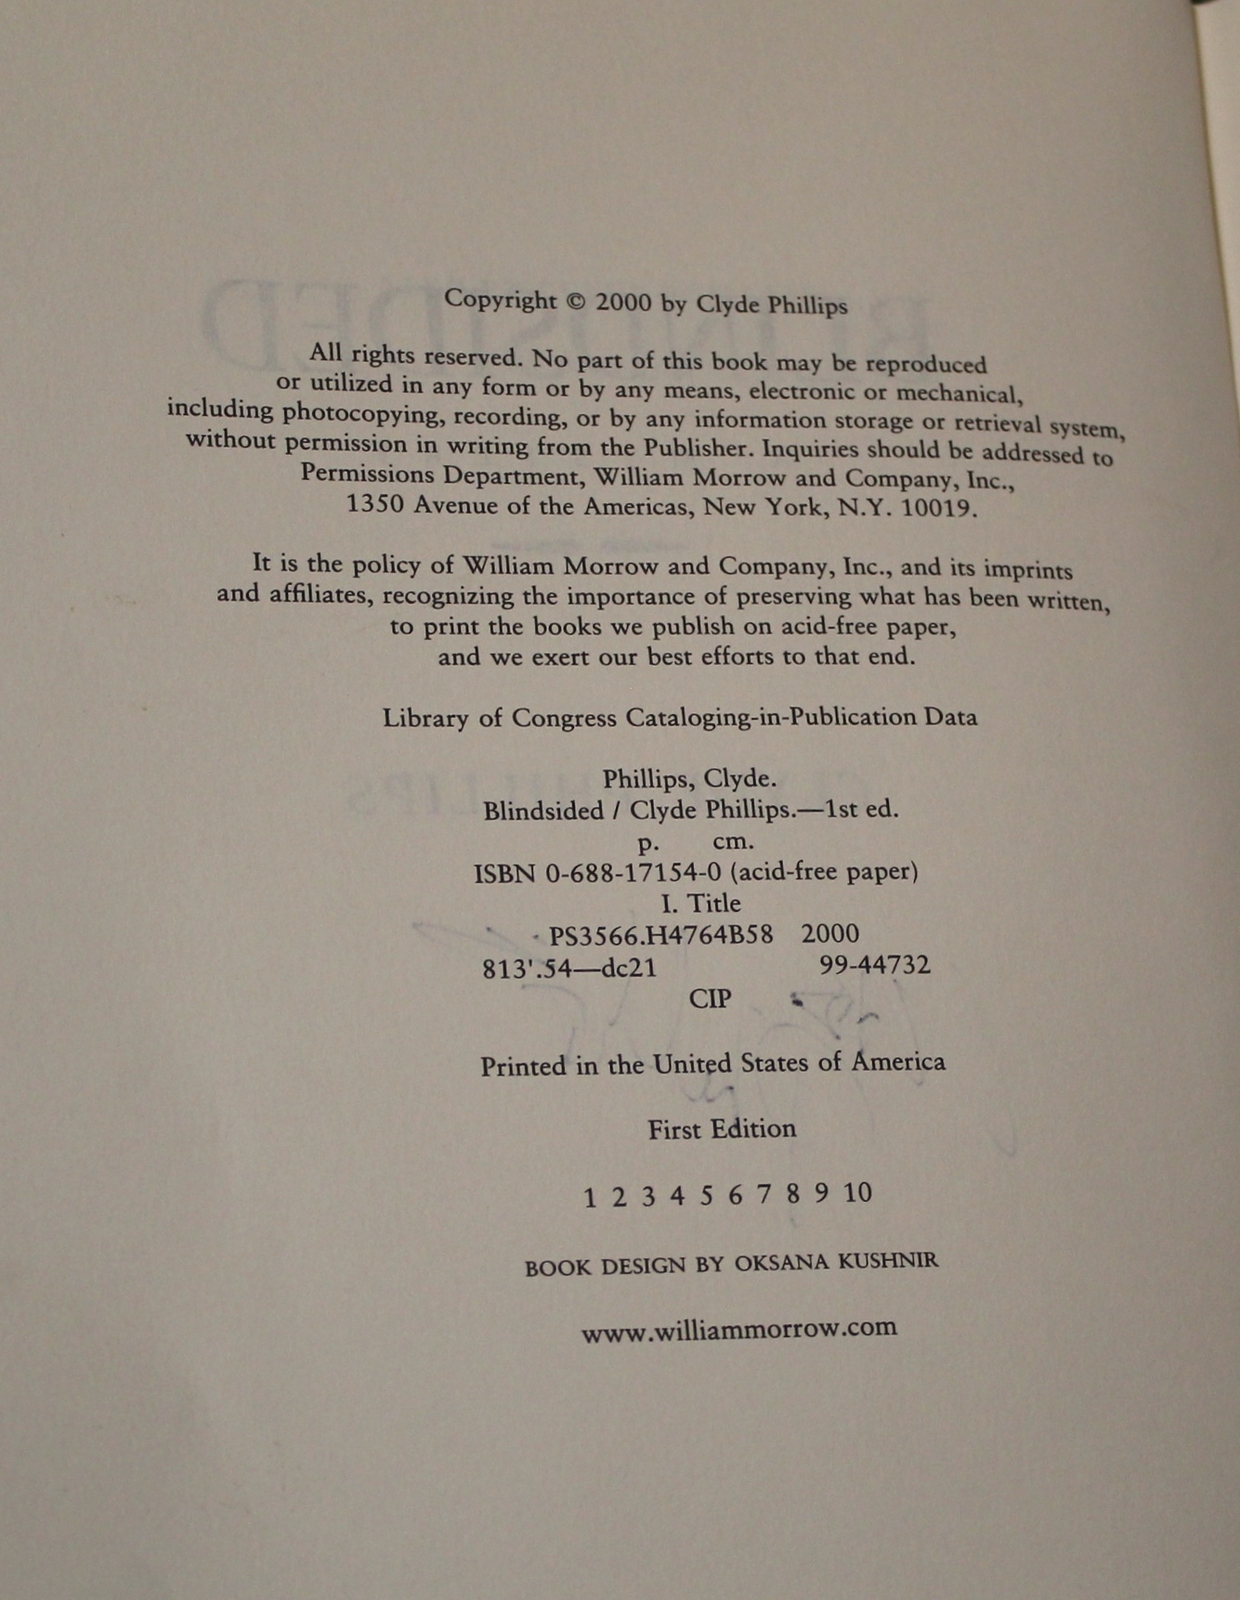 Copyright © 2000 by Clyde Phillips
All rights reserved. No part of this book may be reproduced
or utilized in any form or by any means, electronic or mechanical,
including photocopying, recording, or by any information storage or retrieval system,
without permission in writing from the Publisher. Inquiries should be addressed to
Permissions Department, William Morrow and Company, Inc.,
1350 Avenue of the Americas, New York, N.Y. 10019.
It is the policy of William Morrow and Company, Inc., and its imprints
and affiliates, recognizing the importance of preserving what has been written,
to print the books we publish on acid-free paper,
and we exert our best efforts to that end.
Library of Congress Cataloging-in-Publication Data
Phillips, Clyde.
Blindsided / Clyde Phillips.—1st ed.
p. cm.
ISBN 0-688-17154-0 (acid-free paper)
I. Title
PS3566.H4764B58 2000
813'.54—dc21 99-44732
CIP
Printed in the United States of America
First Edition
1 2 3 4 5 6 7 8 9 10
BOOK DESIGN BY OKSANA KUSHNIR
www.williammorrow.com